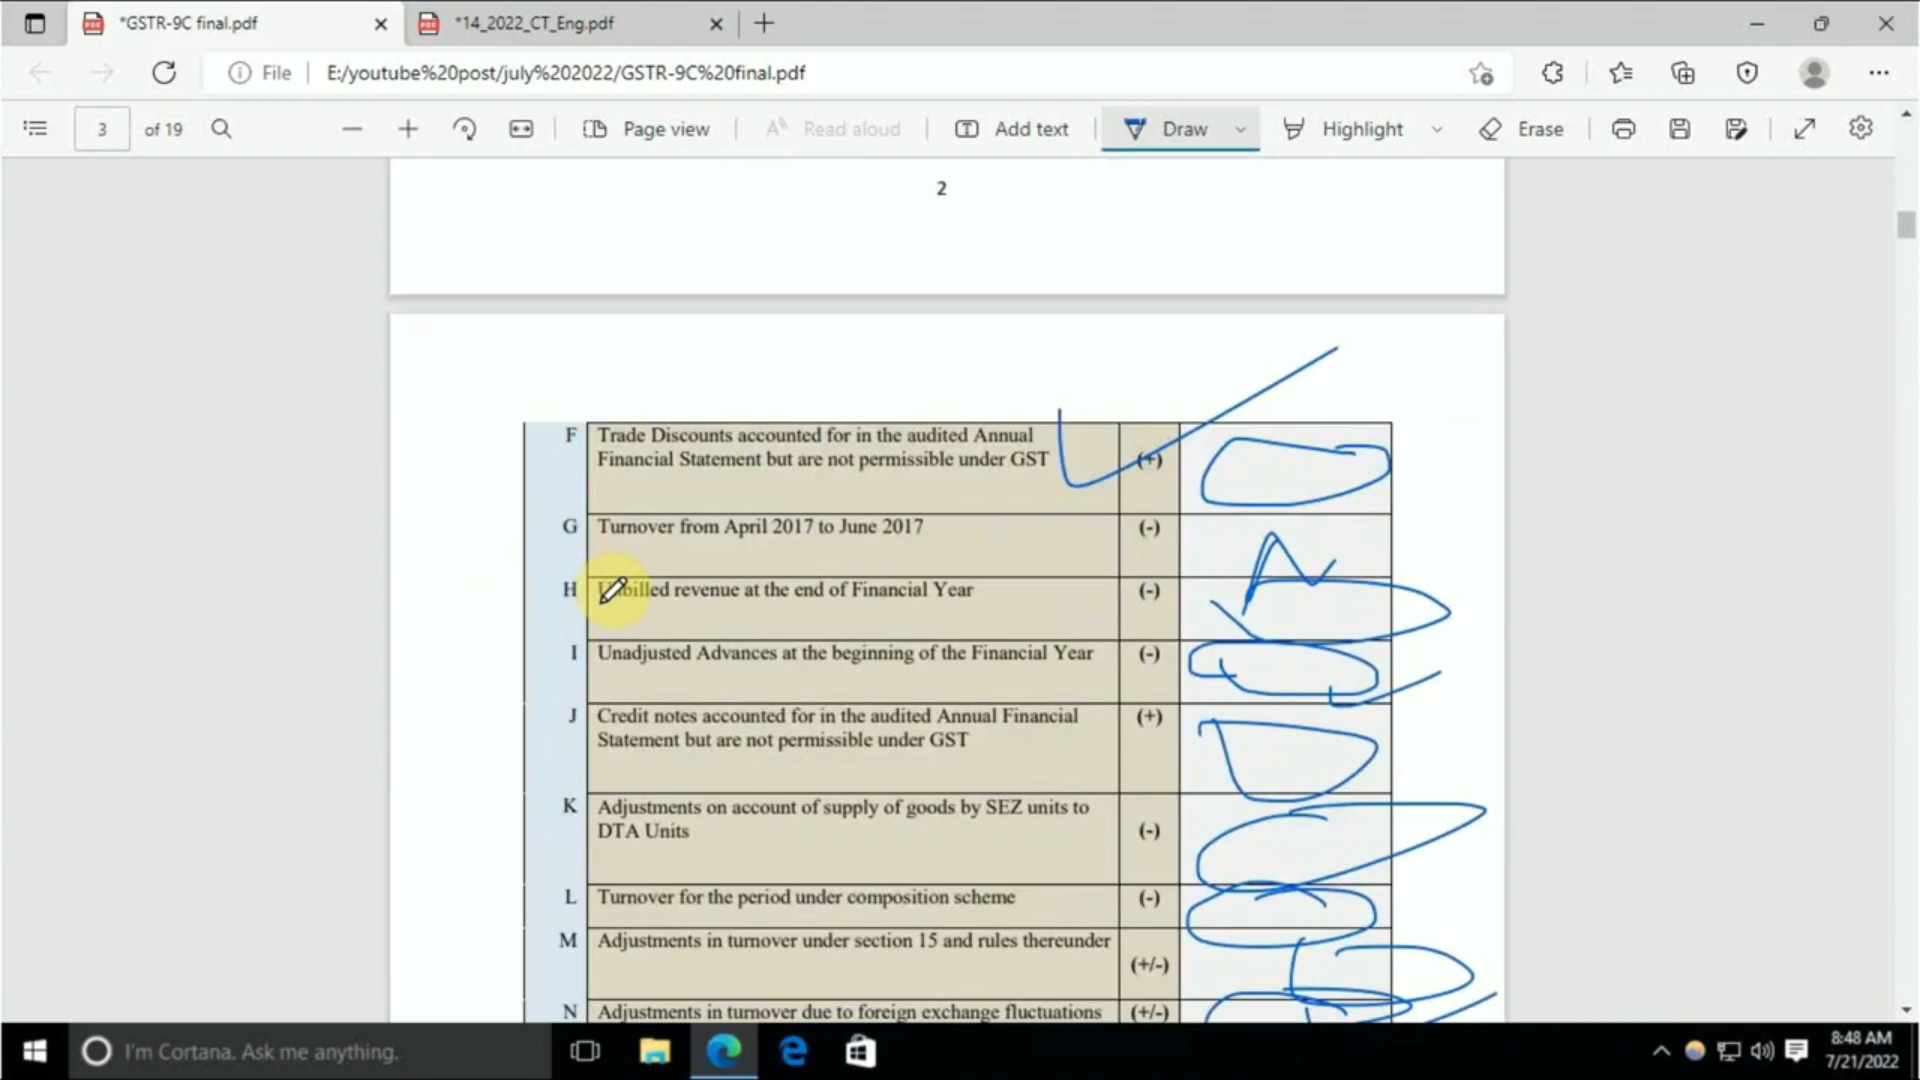 *GSTR-9C final.pdf
*14_2022_CT_Eng.pdf
File
E:/youtube%20post/july%202022/GSTR-9C%20final.pdf
3 of 19
Page view
Read aloud
Add text
Draw
Highlight
Erase
2
F Trade Discounts accounted for in the audited Annual
Financial Statement but are not permissible under GST (+)
G Turnover from April 2017 to June 2017 (-)
H Unbilled revenue at the end of Financial Year (-)
I Unadjusted Advances at the beginning of the Financial Year (-)
J Credit notes accounted for in the audited Annual Financial (+)
Statement but are not permissible under GST
K Adjustments on account of supply of goods by SEZ units to
DTA Units (-)
L Turnover for the period under composition scheme (-)
M Adjustments in turnover under section 15 and rules thereunder
(+/-)
N Adjustments in turnover due to foreign exchange fluctuations (+/-)
I'm Cortana. Ask me anything.
8:48 AM
7/21/2022